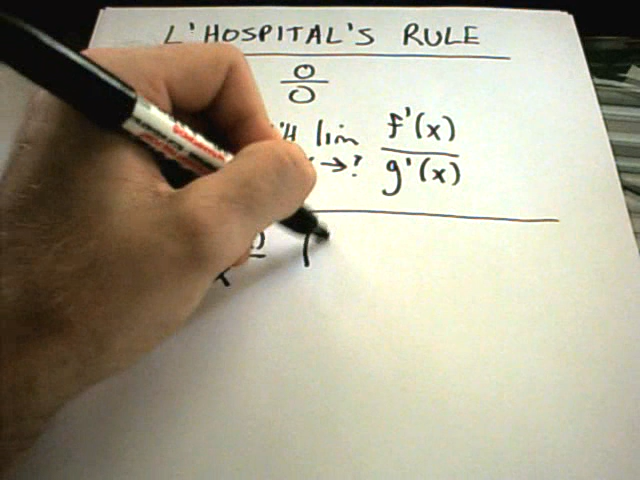 L'HOSPITAL'S RULE
0
0
'H lim f'(x)
→? g'(x)